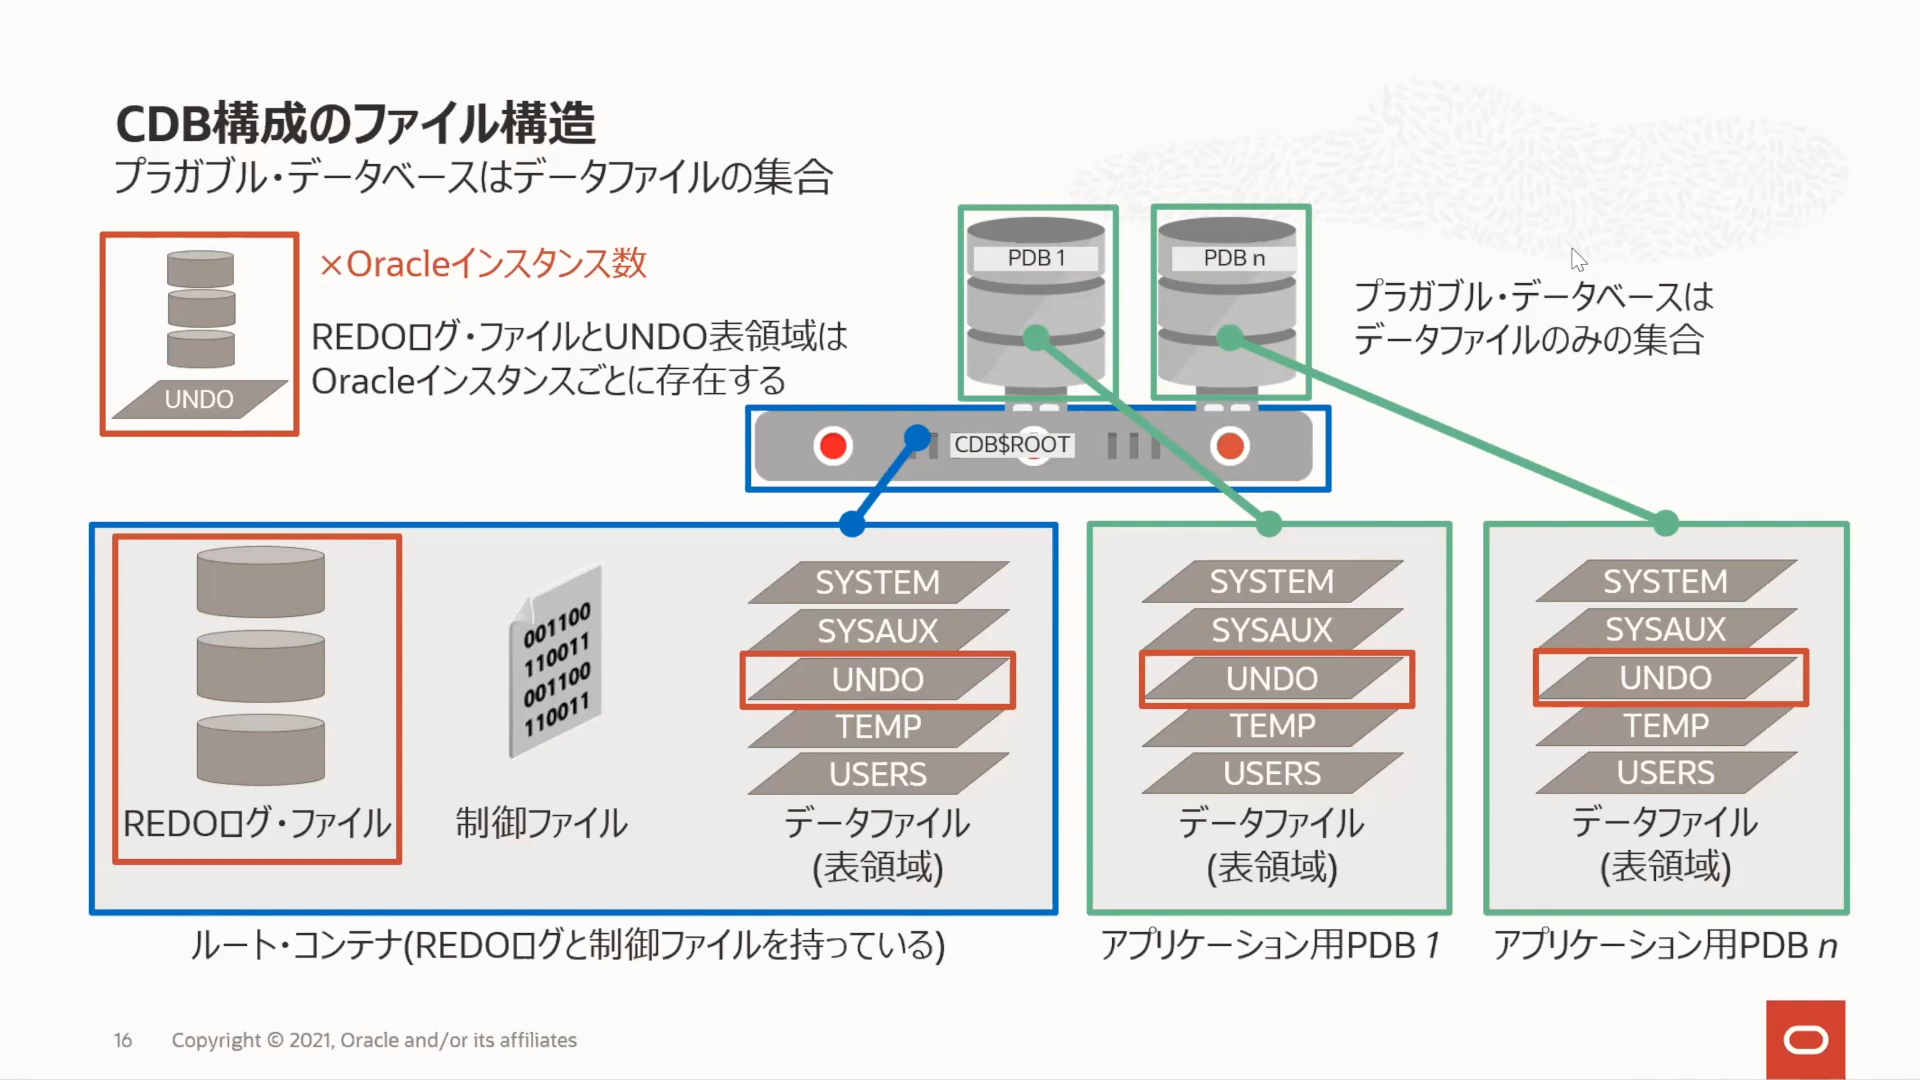 CDB構成のファイル構造
プラガブル・データベースはデータファイルの集合
×Oracleインスタンス数
REDOログ・ファイルとUNDO表領域は
Oracleインスタンスごとに存在する
UNDO
PDB 1
PDB n
プラガブル・データベースは
データファイルのみの集合
CDB$ROOT
REDOログ・ファイル
001100
110011
001100
110011
制御ファイル
SYSTEM
SYSAUX
UNDO
TEMP
USERS
データファイル
(表領域)
SYSTEM
SYSAUX
UNDO
TEMP
USERS
データファイル
(表領域)
SYSTEM
SYSAUX
UNDO
TEMP
USERS
データファイル
(表領域)
ルート・コンテナ(REDOログと制御ファイルを持っている)
アプリケーション用PDB 1
アプリケーション用PDB n
16
Copyright © 2021, Oracle and/or its affiliates